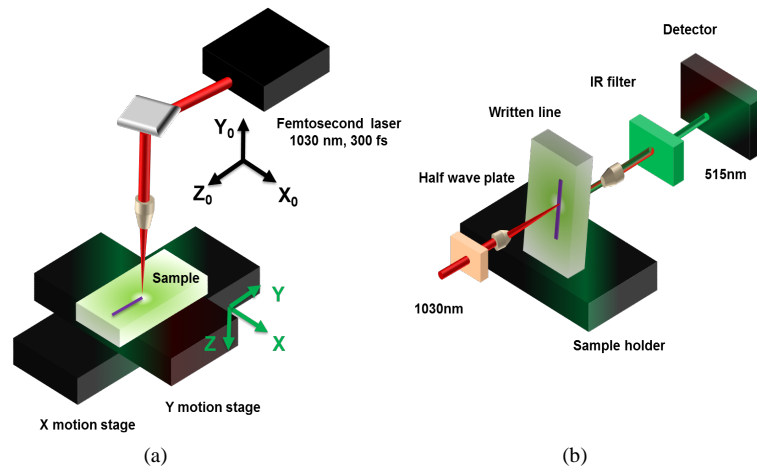 Femtosecond laser
1030 nm, 300 fs
Y0
Z0
X0
Sample
Y
Z
X
Y motion stage
X motion stage
(a)
Detector
IR filter
Written line
515nm
Half wave plate
1030nm
Sample holder
(b)